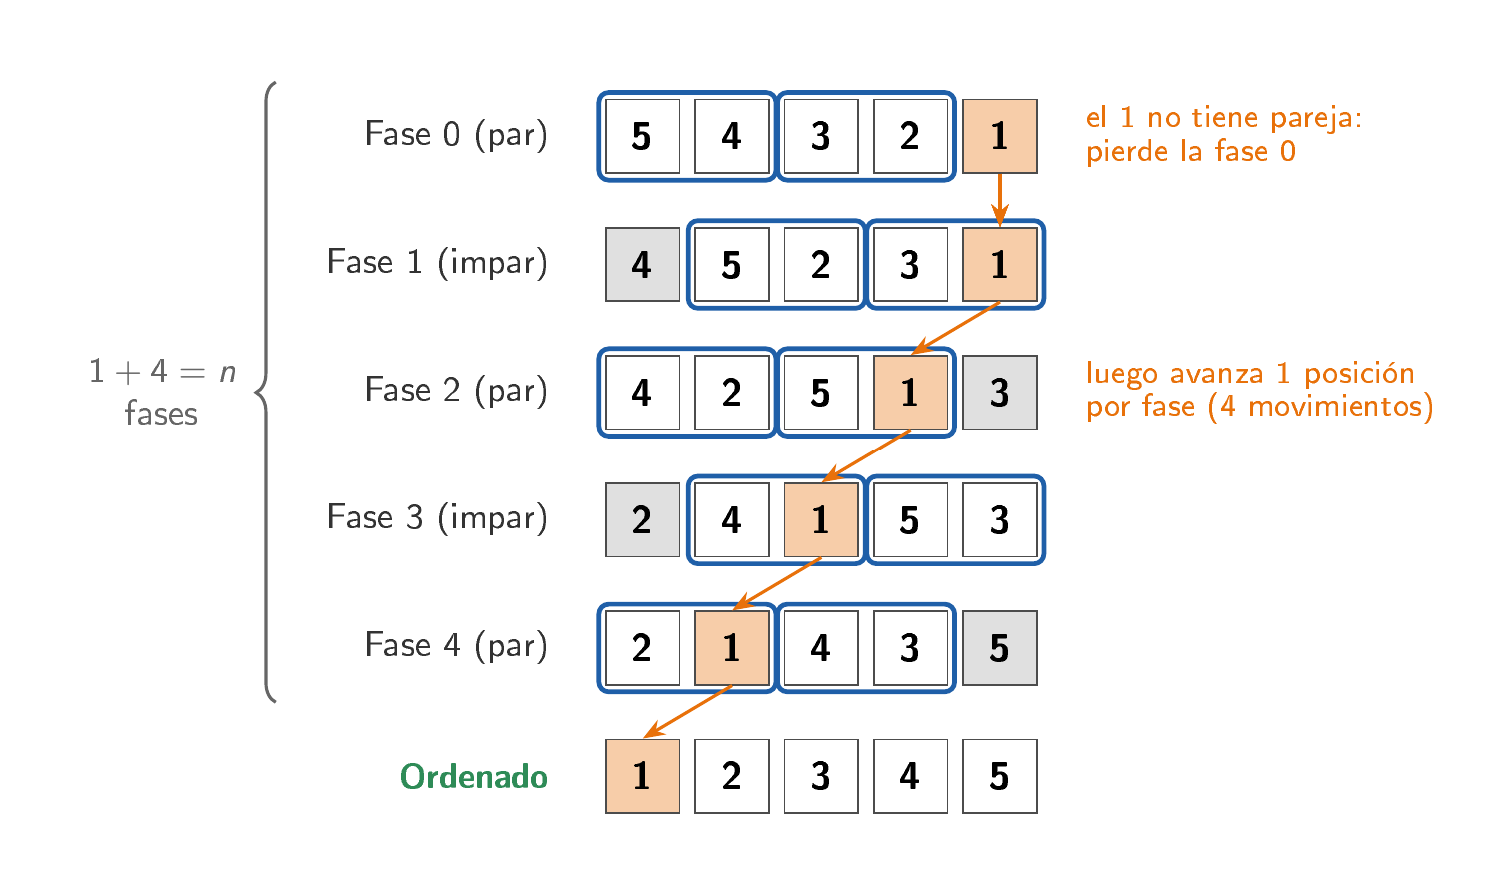 Fase 0 (par) 5 4 3 2 1
el 1 no tiene pareja:
pierde la fase 0
Fase 1 (impar) 4 5 2 3 1
1 + 4 = n
fases
Fase 2 (par) 4 2 5 1 3
luego avanza 1 posición
por fase (4 movimientos)
Fase 3 (impar) 2 4 1 5 3
Fase 4 (par) 2 1 4 3 5
Ordenado 1 2 3 4 5